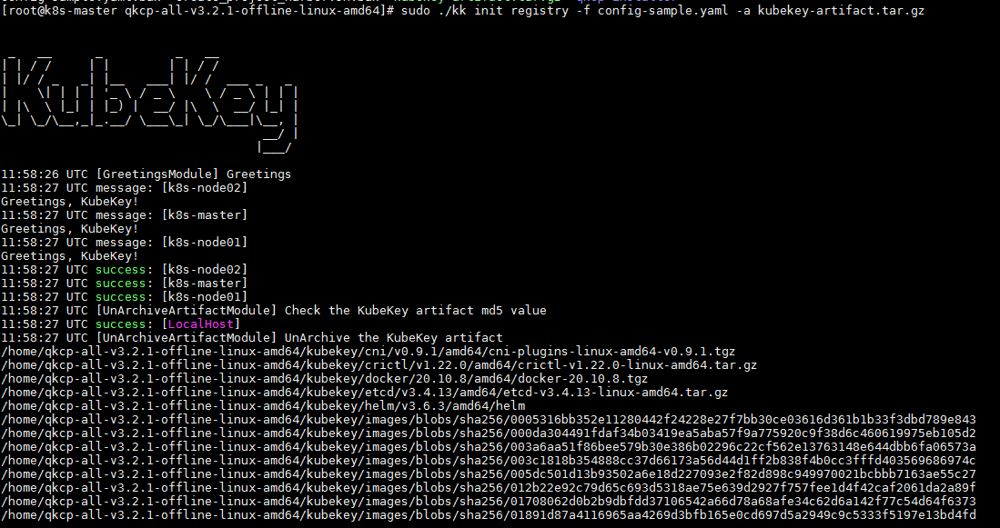 [root@k8s-master qkcp-all-v3.2.1-offline-linux-amd64]# sudo ./kk init registry -f config-sample.yaml -a kubekey-artifact.tar.gz
KubeKey
11:58:26 UTC [GreetingsModule] Greetings
11:58:27 UTC message: [k8s-node02]
Greetings, KubeKey!
11:58:27 UTC message: [k8s-master]
Greetings, KubeKey!
11:58:27 UTC message: [k8s-node01]
Greetings, KubeKey!
11:58:27 UTC success: [k8s-node02]
11:58:27 UTC success: [k8s-master]
11:58:27 UTC success: [k8s-node01]
11:58:27 UTC [UnArchiveArtifactModule] Check the KubeKey artifact md5 value
11:58:27 UTC success: [LocalHost]
11:58:27 UTC [UnArchiveArtifactModule] UnArchive the KubeKey artifact
/home/qkcp-all-v3.2.1-offline-linux-amd64/kubekey/cni/v0.9.1/amd64/cni-plugins-linux-amd64-v0.9.1.tgz
/home/qkcp-all-v3.2.1-offline-linux-amd64/kubekey/crictl/v1.22.0/amd64/crictl-v1.22.0-linux-amd64.tar.gz
/home/qkcp-all-v3.2.1-offline-linux-amd64/kubekey/docker/20.10.8/amd64/docker-20.10.8.tgz
/home/qkcp-all-v3.2.1-offline-linux-amd64/kubekey/etcd/v3.4.13/amd64/etcd-v3.4.13-linux-amd64.tar.gz
/home/qkcp-all-v3.2.1-offline-linux-amd64/kubekey/helm/v3.6.3/amd64/helm
/home/qkcp-all-v3.2.1-offline-linux-amd64/kubekey/images/blobs/sha256/0005316bb352e11280442f24228e27f7bb30ce03616d361b1b33f3dbd789e843
/home/qkcp-all-v3.2.1-offline-linux-amd64/kubekey/images/blobs/sha256/000da304491fdaf34b03419ea5aba57f9a775920c9f38d6c460619975eb105d2
/home/qkcp-all-v3.2.1-offline-linux-amd64/kubekey/images/blobs/sha256/003a6aa51f86bee579b30e386b02296c22cf562e13763148e644dbb6fa06573a
/home/qkcp-all-v3.2.1-offline-linux-amd64/kubekey/images/blobs/sha256/003c1818b354888cc37d66173a56d44d1ff2b838f4b0cc3fffd403569686974c
/home/qkcp-all-v3.2.1-offline-linux-amd64/kubekey/images/blobs/sha256/005dc501d13b93502a6e18d227093e2f82d898c949970021bcbbb7163ae55c27
/home/qkcp-all-v3.2.1-offline-linux-amd64/kubekey/images/blobs/sha256/012b22e92c79d65c693d5318ae75e639d2927f757fee1d4f42caf2061da2a89f
/home/qkcp-all-v3.2.1-offline-linux-amd64/kubekey/images/blobs/sha256/01708062d0b2b9dbfdd37106542a66d78a68afe34c62d6a142f77c54d64f6373
/home/qkcp-all-v3.2.1-offline-linux-amd64/kubekey/images/blobs/sha256/01891d87a4116965aa4269d3bfb165e0cd697d5a2949c9c5333f5197e13bd4fd